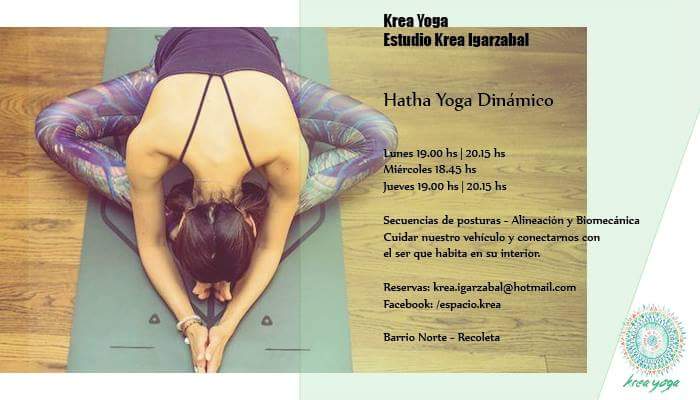 Krea Yoga
Estudio Krea Igarzabal
Hatha Yoga Dinámico
Lunes 19.00 hs | 20.15 hs
Miércoles 18.45 hs
Jueves 19.00 hs | 20.15 hs
Secuencias de posturas - Alineación y Biomecánica
Cuidar nuestro vehículo y conectarnos con
el ser que habita en su interior.
Reservas: krea.igarzabal@hotmail.com
Facebook: /espacio.krea
Barrio Norte - Recoleta
krea yoga